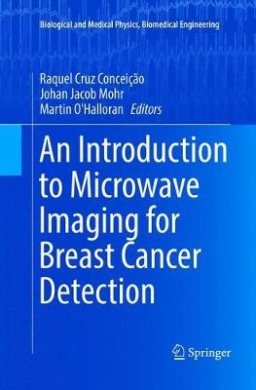 Biological and Medical Physics, Biomedical Engineering
Raquel Cruz Conceição
Johan Jacob Mohr
Martin O'Halloran Editors
An Introduction
to Microwave
Imaging for
Breast Cancer
Detection
Springer